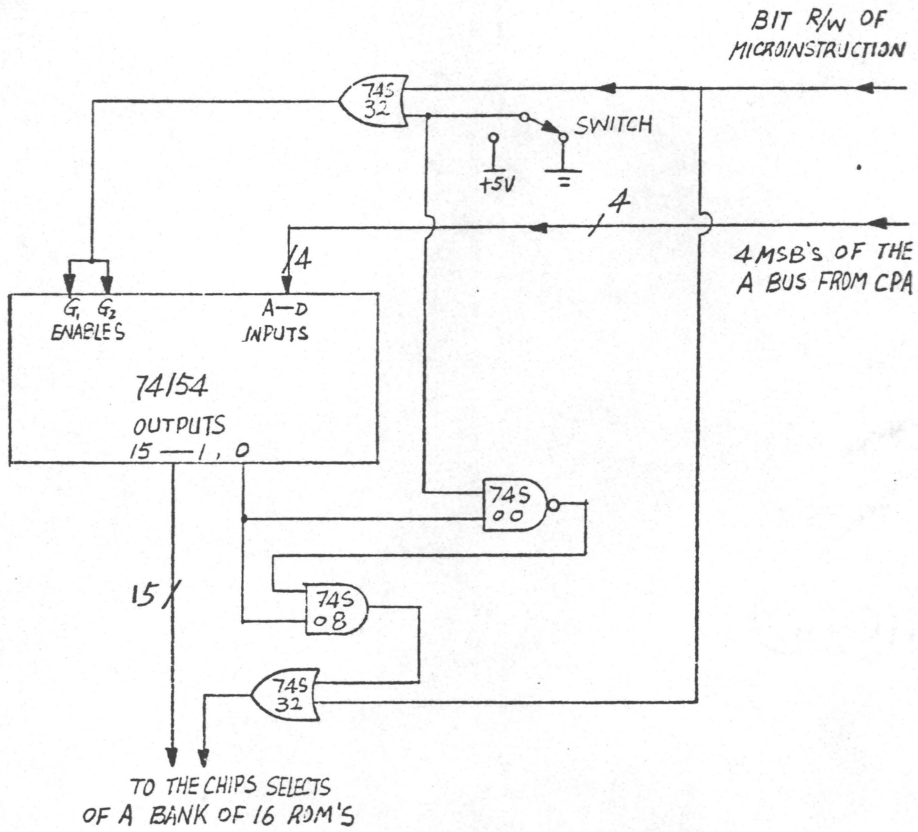 BIT R/W OF
MICROINSTRUCTION
74S
32
SWITCH
+5V
4
4 MSB'S OF THE
A BUS FROM CPA
4
G1 G2
ENABLES
A—D
INPUTS
74154
OUTPUTS
15 — 1, 0
74S
00
15
74S
08
74S
32
TO THE CHIPS SELECTS
OF A BANK OF 16 ROM'S